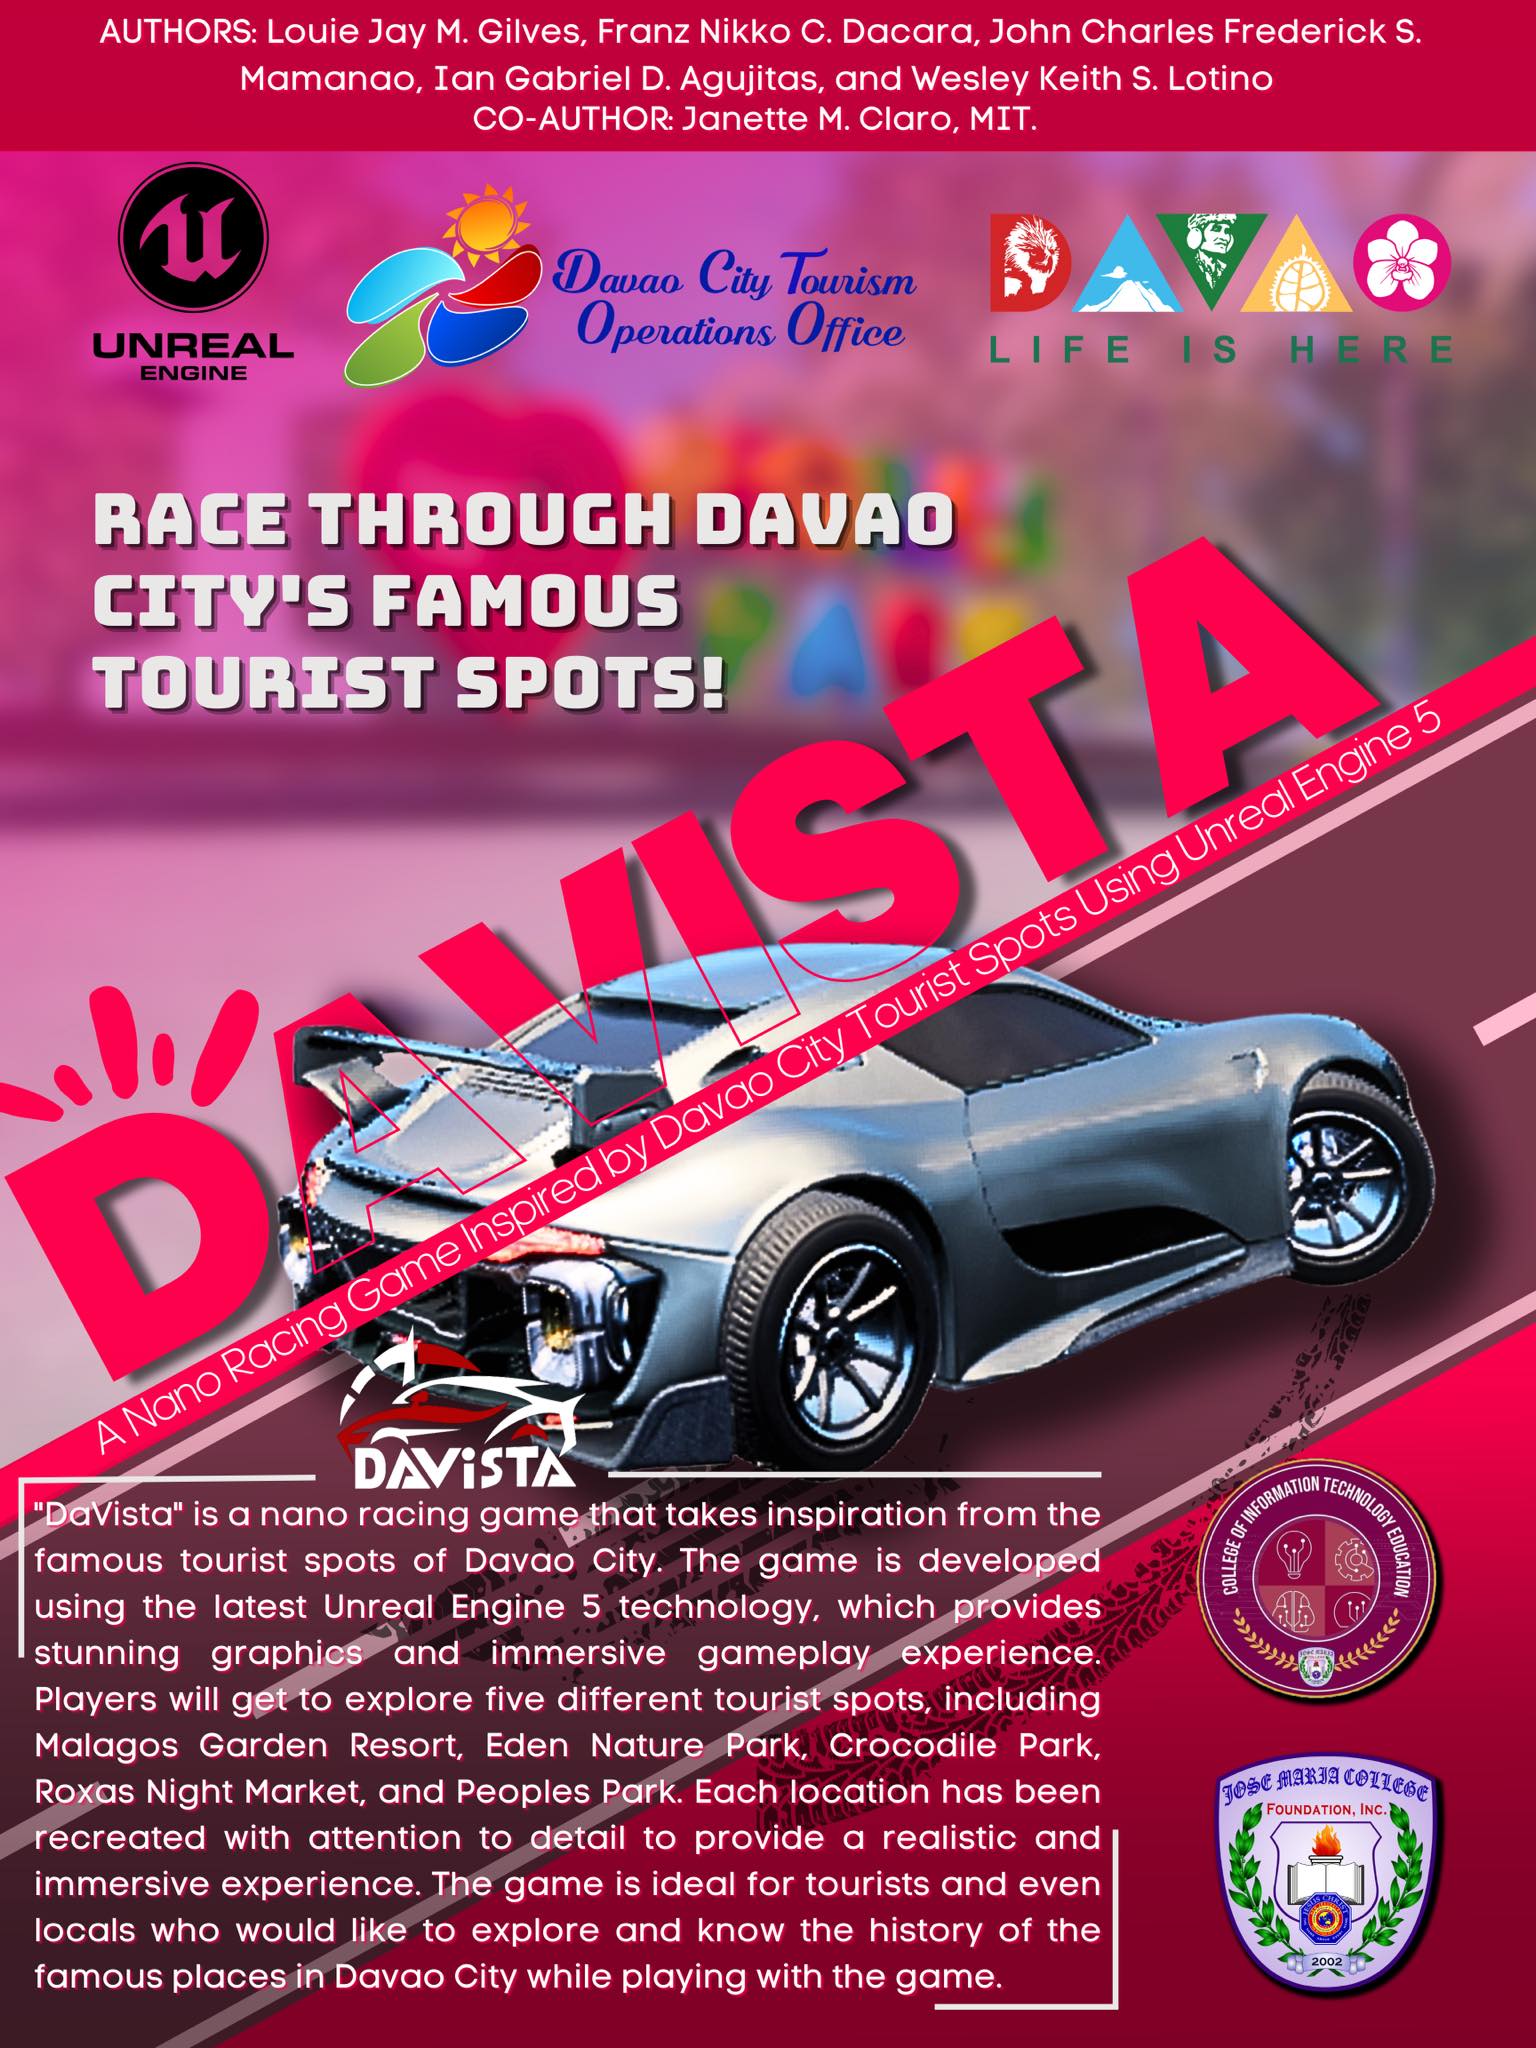 AUTHORS: Louie Jay M. Gilves, Franz Nikko C. Dacara, John Charles Frederick S.
Mamanao, Ian Gabriel D. Agujitas, and Wesley Keith S. Lotino
CO-AUTHOR: Janette M. Claro, MIT.
UNREAL
ENGINE
Davao City Tourism
Operations Office
DAVAO
LIFE IS HERE
RACE THROUGH DAVAO
CITY'S FAMOUS
TOURIST SPOTS!
DAVISTA
A Nano Racing Game Inspired by Davao City Tourist Spots Using Unreal Engine 5
DAViSTA
"DaVista" is a nano racing game that takes inspiration from the
famous tourist spots of Davao City. The game is developed
using the latest Unreal Engine 5 technology, which provides
stunning graphics and immersive gameplay experience.
Players will get to explore five different tourist spots, including
Malagos Garden Resort, Eden Nature Park, Crocodile Park,
Roxas Night Market, and Peoples Park. Each location has been
recreated with attention to detail to provide a realistic and
immersive experience. The game is ideal for tourists and even
locals who would like to explore and know the history of the
famous places in Davao City while playing with the game.
COLLEGE OF INFORMATION TECHNOLOGY EDUCATION
JOSE MARIA COLLEGE
FOUNDATION, INC.
JESUS CHRIST
2002